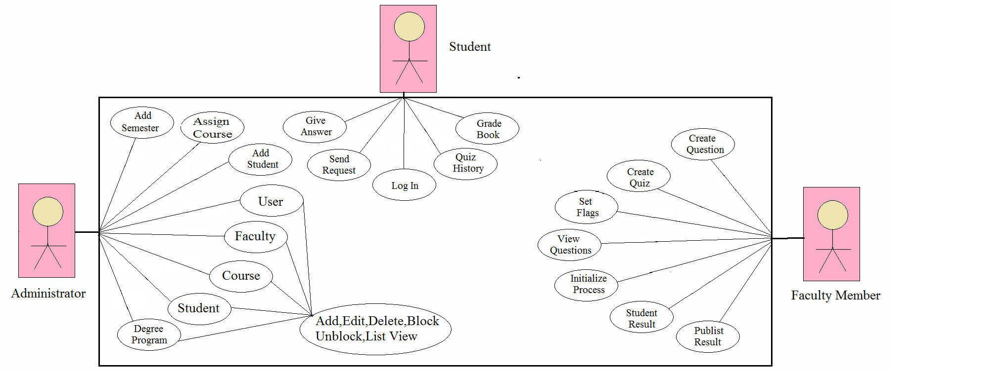 Student
Add
Semester
Assign
Course
Give
Answer
Grade
Book
Add
Student
Send
Request
Quiz
History
Log In
Create
Question
Create
Quiz
Set
Flags
View
Questions
Initialize
Process
Student
Result
Publist
Result
User
Faculty
Course
Student
Degree
Program
Add,Edit,Delete,Block
Unblock,List View
Administrator
Faculty Member